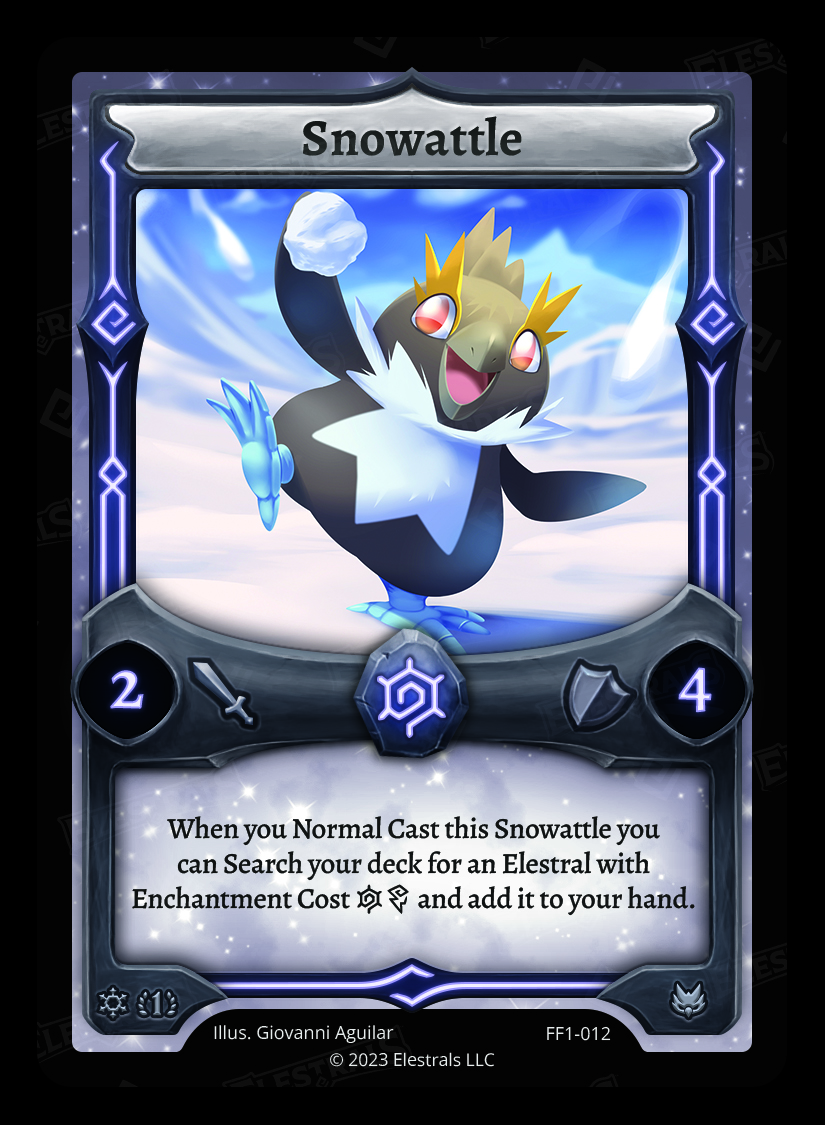 Snowattle
2
4
When you Normal Cast this Snowattle you
can Search your deck for an Elestral with
Enchantment Cost and add it to your hand.
1
Illus. Giovanni Aguilar FF1-012
© 2023 Elestrals LLC